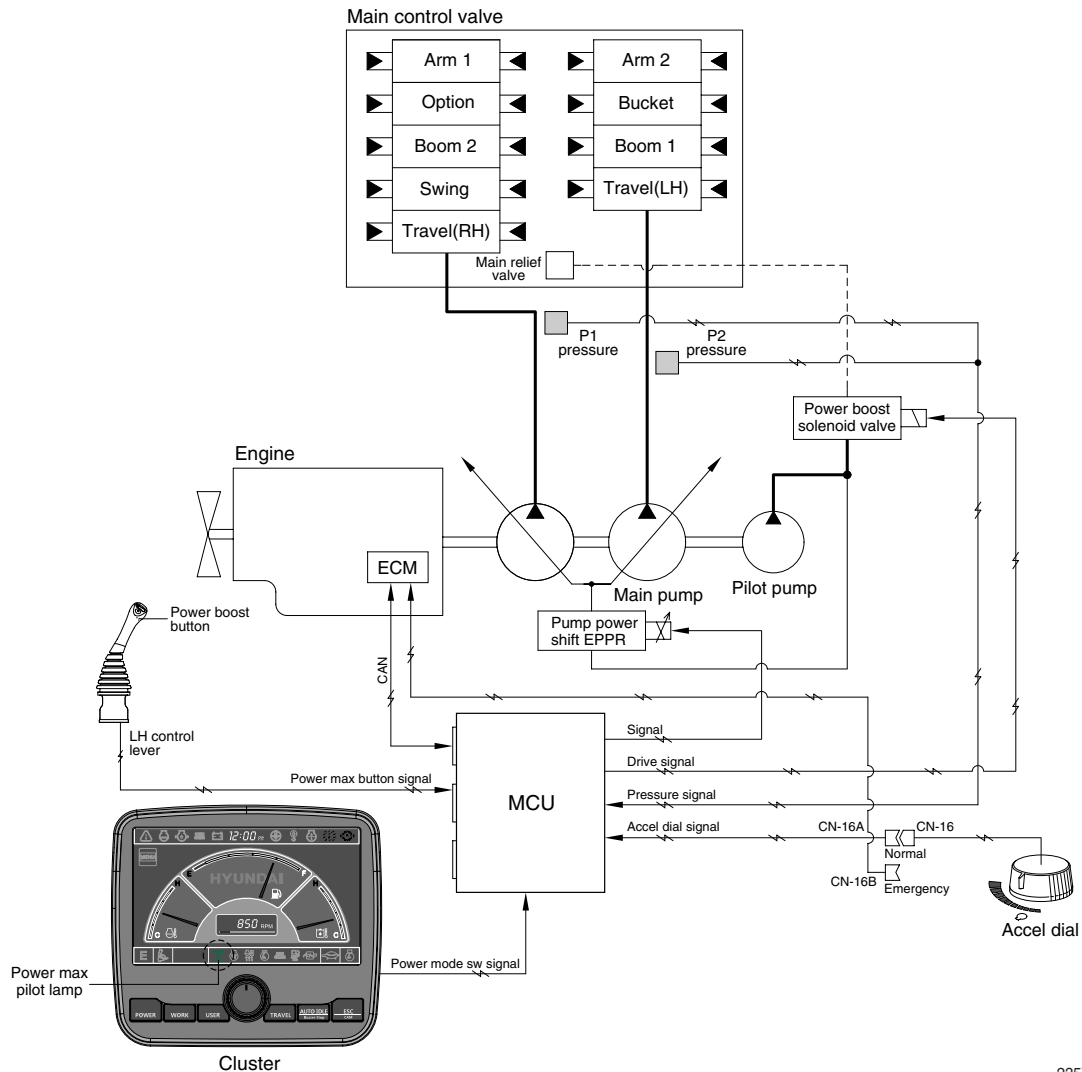 Main control valve
Arm 1
Arm 2
Option
Bucket
Boom 2
Boom 1
Swing
Travel(LH)
Travel(RH)
Main relief
valve
P1
pressure
P2
pressure
Power boost
solenoid valve
Engine
ECM
Main pump
Pilot pump
Pump power
shift EPPR
Power boost
button
CAN
LH control
lever
Power max button signal
MCU
Signal
Drive signal
Pressure signal
Accel dial signal
CN-16A
CN-16
Normal
CN-16B
Emergency
Accel dial
12:00
MENU
E
F
H
H
C
C
HYUNDAI
850 RPM
E
Power mode sw signal
Power max
pilot lamp
POWER
WORK
USER
TRAVEL
AUTO IDLE
ESC
CAM
Cluster